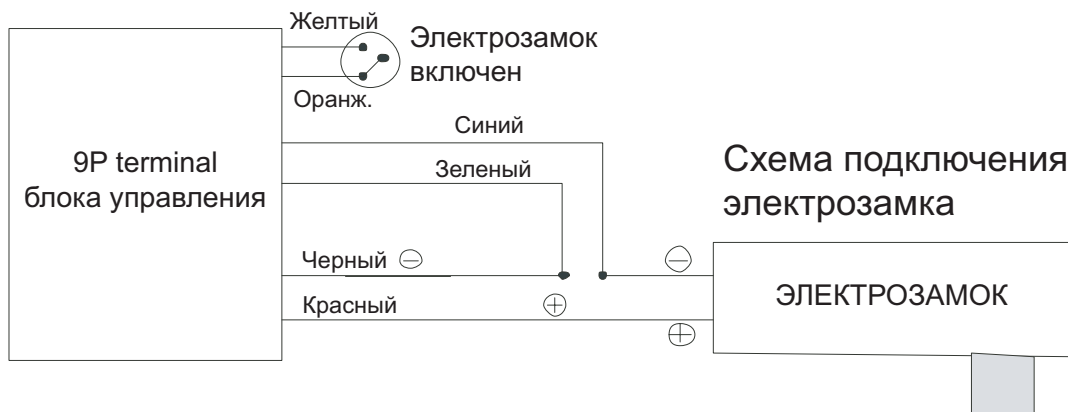 Желтый
Электрозамок
включен
Оранж.
Синий
Зеленый
9P terminal
блока управления
Схема подключения
электрозамка
Черный
Красный
ЭЛЕКТРОЗАМОК